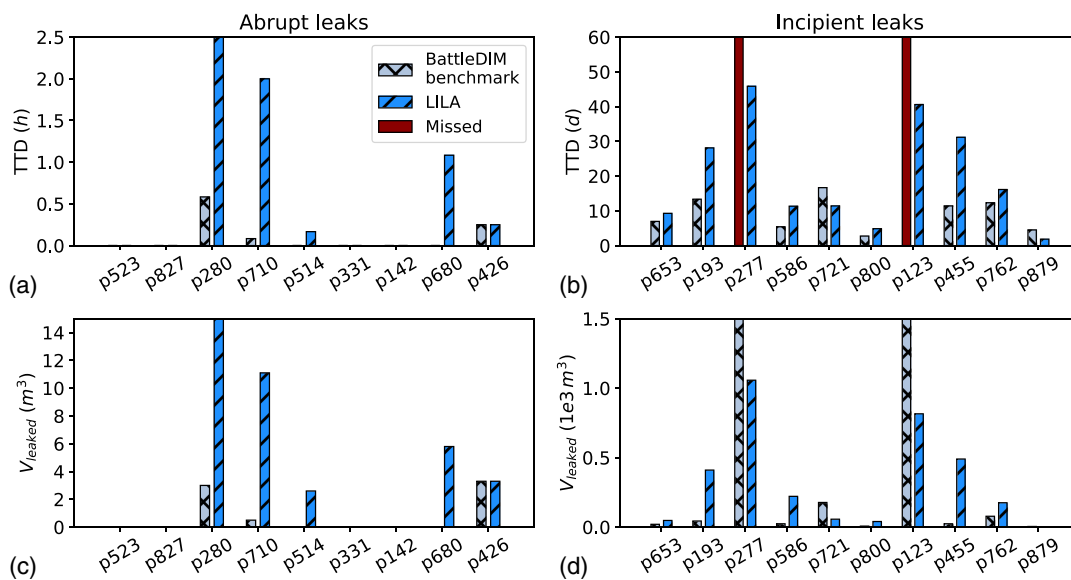 Abrupt leaks
2.5
2.0
1.5
1.0
0.5
0.0
TTD (h)
BattleDIM
benchmark
LILA
Missed
p523 p827 p280 p710 p514 p331 p142 p680 p426
(a)
Incipient leaks
60
50
40
30
20
10
0
TTD (d)
p653 p193 p277 p586 p721 p800 p123 p455 p762 p879
(b)
14
12
10
8
6
4
2
0
V_leaked (m³)
p523 p827 p280 p710 p514 p331 p142 p680 p426
(c)
1.5
1.0
0.5
0.0
V_leaked (1e3 m³)
p653 p193 p277 p586 p721 p800 p123 p455 p762 p879
(d)